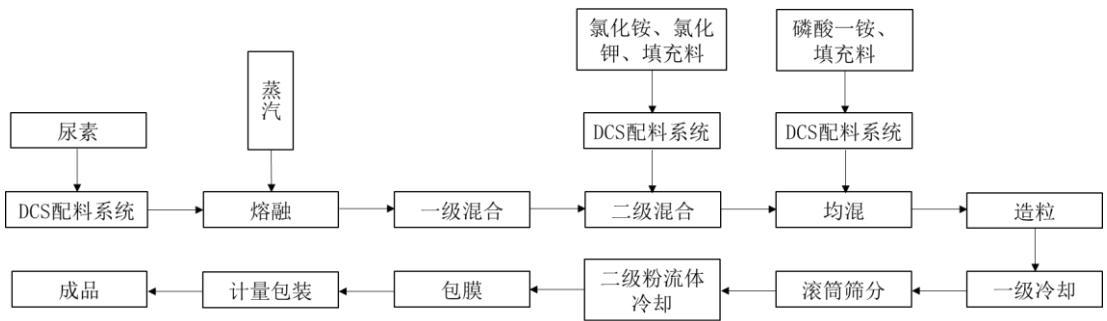 氯化铵、氯化
钾、填充料
磷酸一铵、
填充料
蒸汽
尿素
DCS配料系统
DCS配料系统
DCS配料系统
熔融
一级混合
二级混合
均混
造粒
成品
计量包装
包膜
二级粉流体
冷却
滚筒筛分
一级冷却